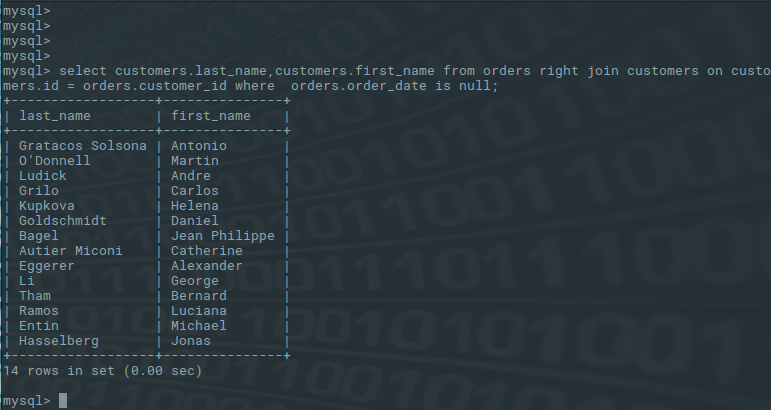 mysql>
mysql>
mysql>
mysql>
mysql> select customers.last_name,customers.first_name from orders right join customers on custo
mers.id = orders.customer_id where  orders.order_date is null;
+-------------------+---------------+
| last_name         | first_name    |
+-------------------+---------------+
| Gratacos Solsona | Antonio       |
| O'Donnell        | Martin        |
| Ludick           | Andre         |
| Grilo            | Carlos        |
| Kupkova          | Helena        |
| Goldschmidt      | Daniel        |
| Bagel            | Jean Philippe |
| Autier Miconi    | Catherine     |
| Eggerer          | Alexander     |
| Li               | George        |
| Tham             | Bernard       |
| Ramos            | Luciana       |
| Entin            | Michael       |
| Hasselberg       | Jonas         |
+-------------------+---------------+
14 rows in set (0.00 sec)
mysql>